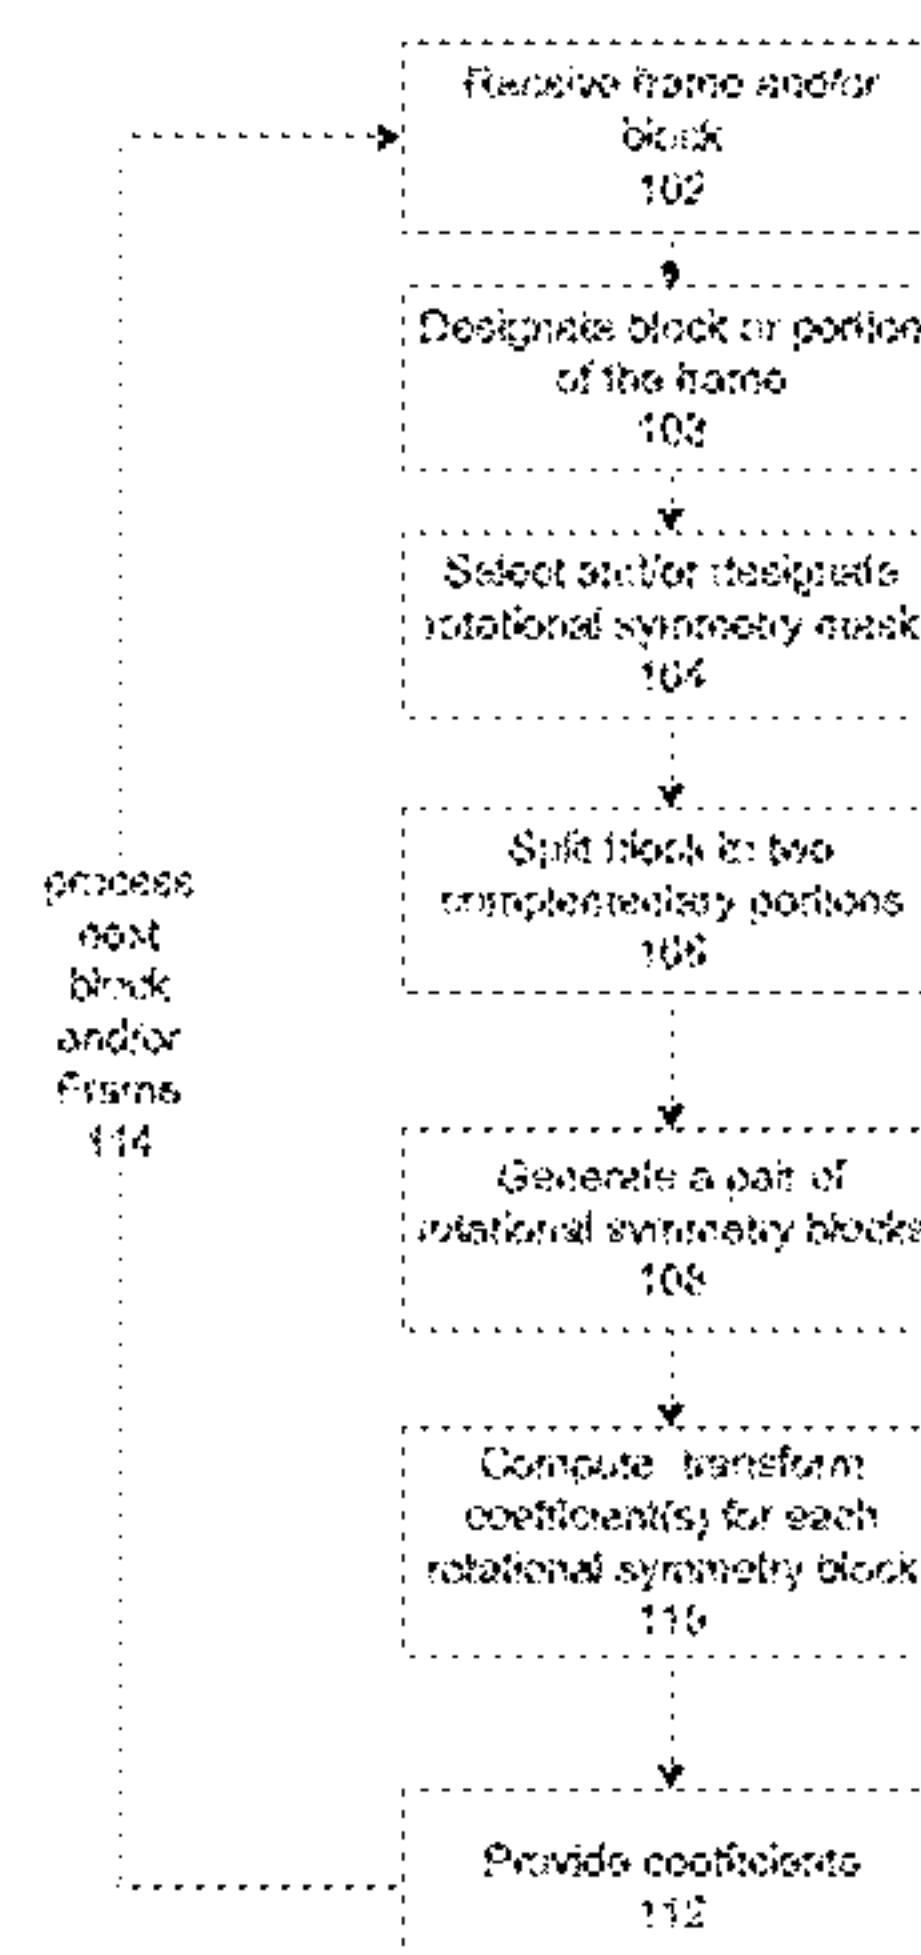 Receive frame and/or
block
102
Designate block or portion
of the frame
103
Select and/or designate
rotational symmetry mask
104
Split block in two
complementary portions
106
Generate a pair of
rotational symmetry blocks
108
Compute transform
coefficient(s) for each
rotational symmetry block
110
Provide coefficients
112
process
next
block
and/or
Frame
114